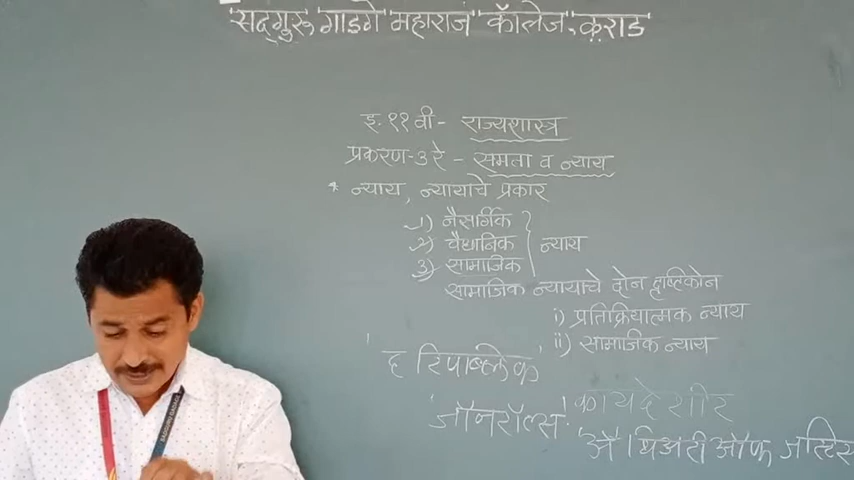 'सद्गुरू गाडगे महाराज कॉलेज, कराड
इ. ११ वी - राज्यशास्त्र
प्रकरण-३ रे - समता व न्याय
* न्याय, न्यायाचे प्रकार
१) नैसर्गिक
२) वैधानिक } न्याय
३) सामाजिक
सामाजिक न्यायाचे दोन दृष्टिकोन
i) प्रतिक्रियात्मक न्याय
ii) सामाजिक न्याय
'द रिपाब्लीक'
कायदेशीर
'जॉनरॉल्स'
'अ थिअरी ऑफ जस्टिस